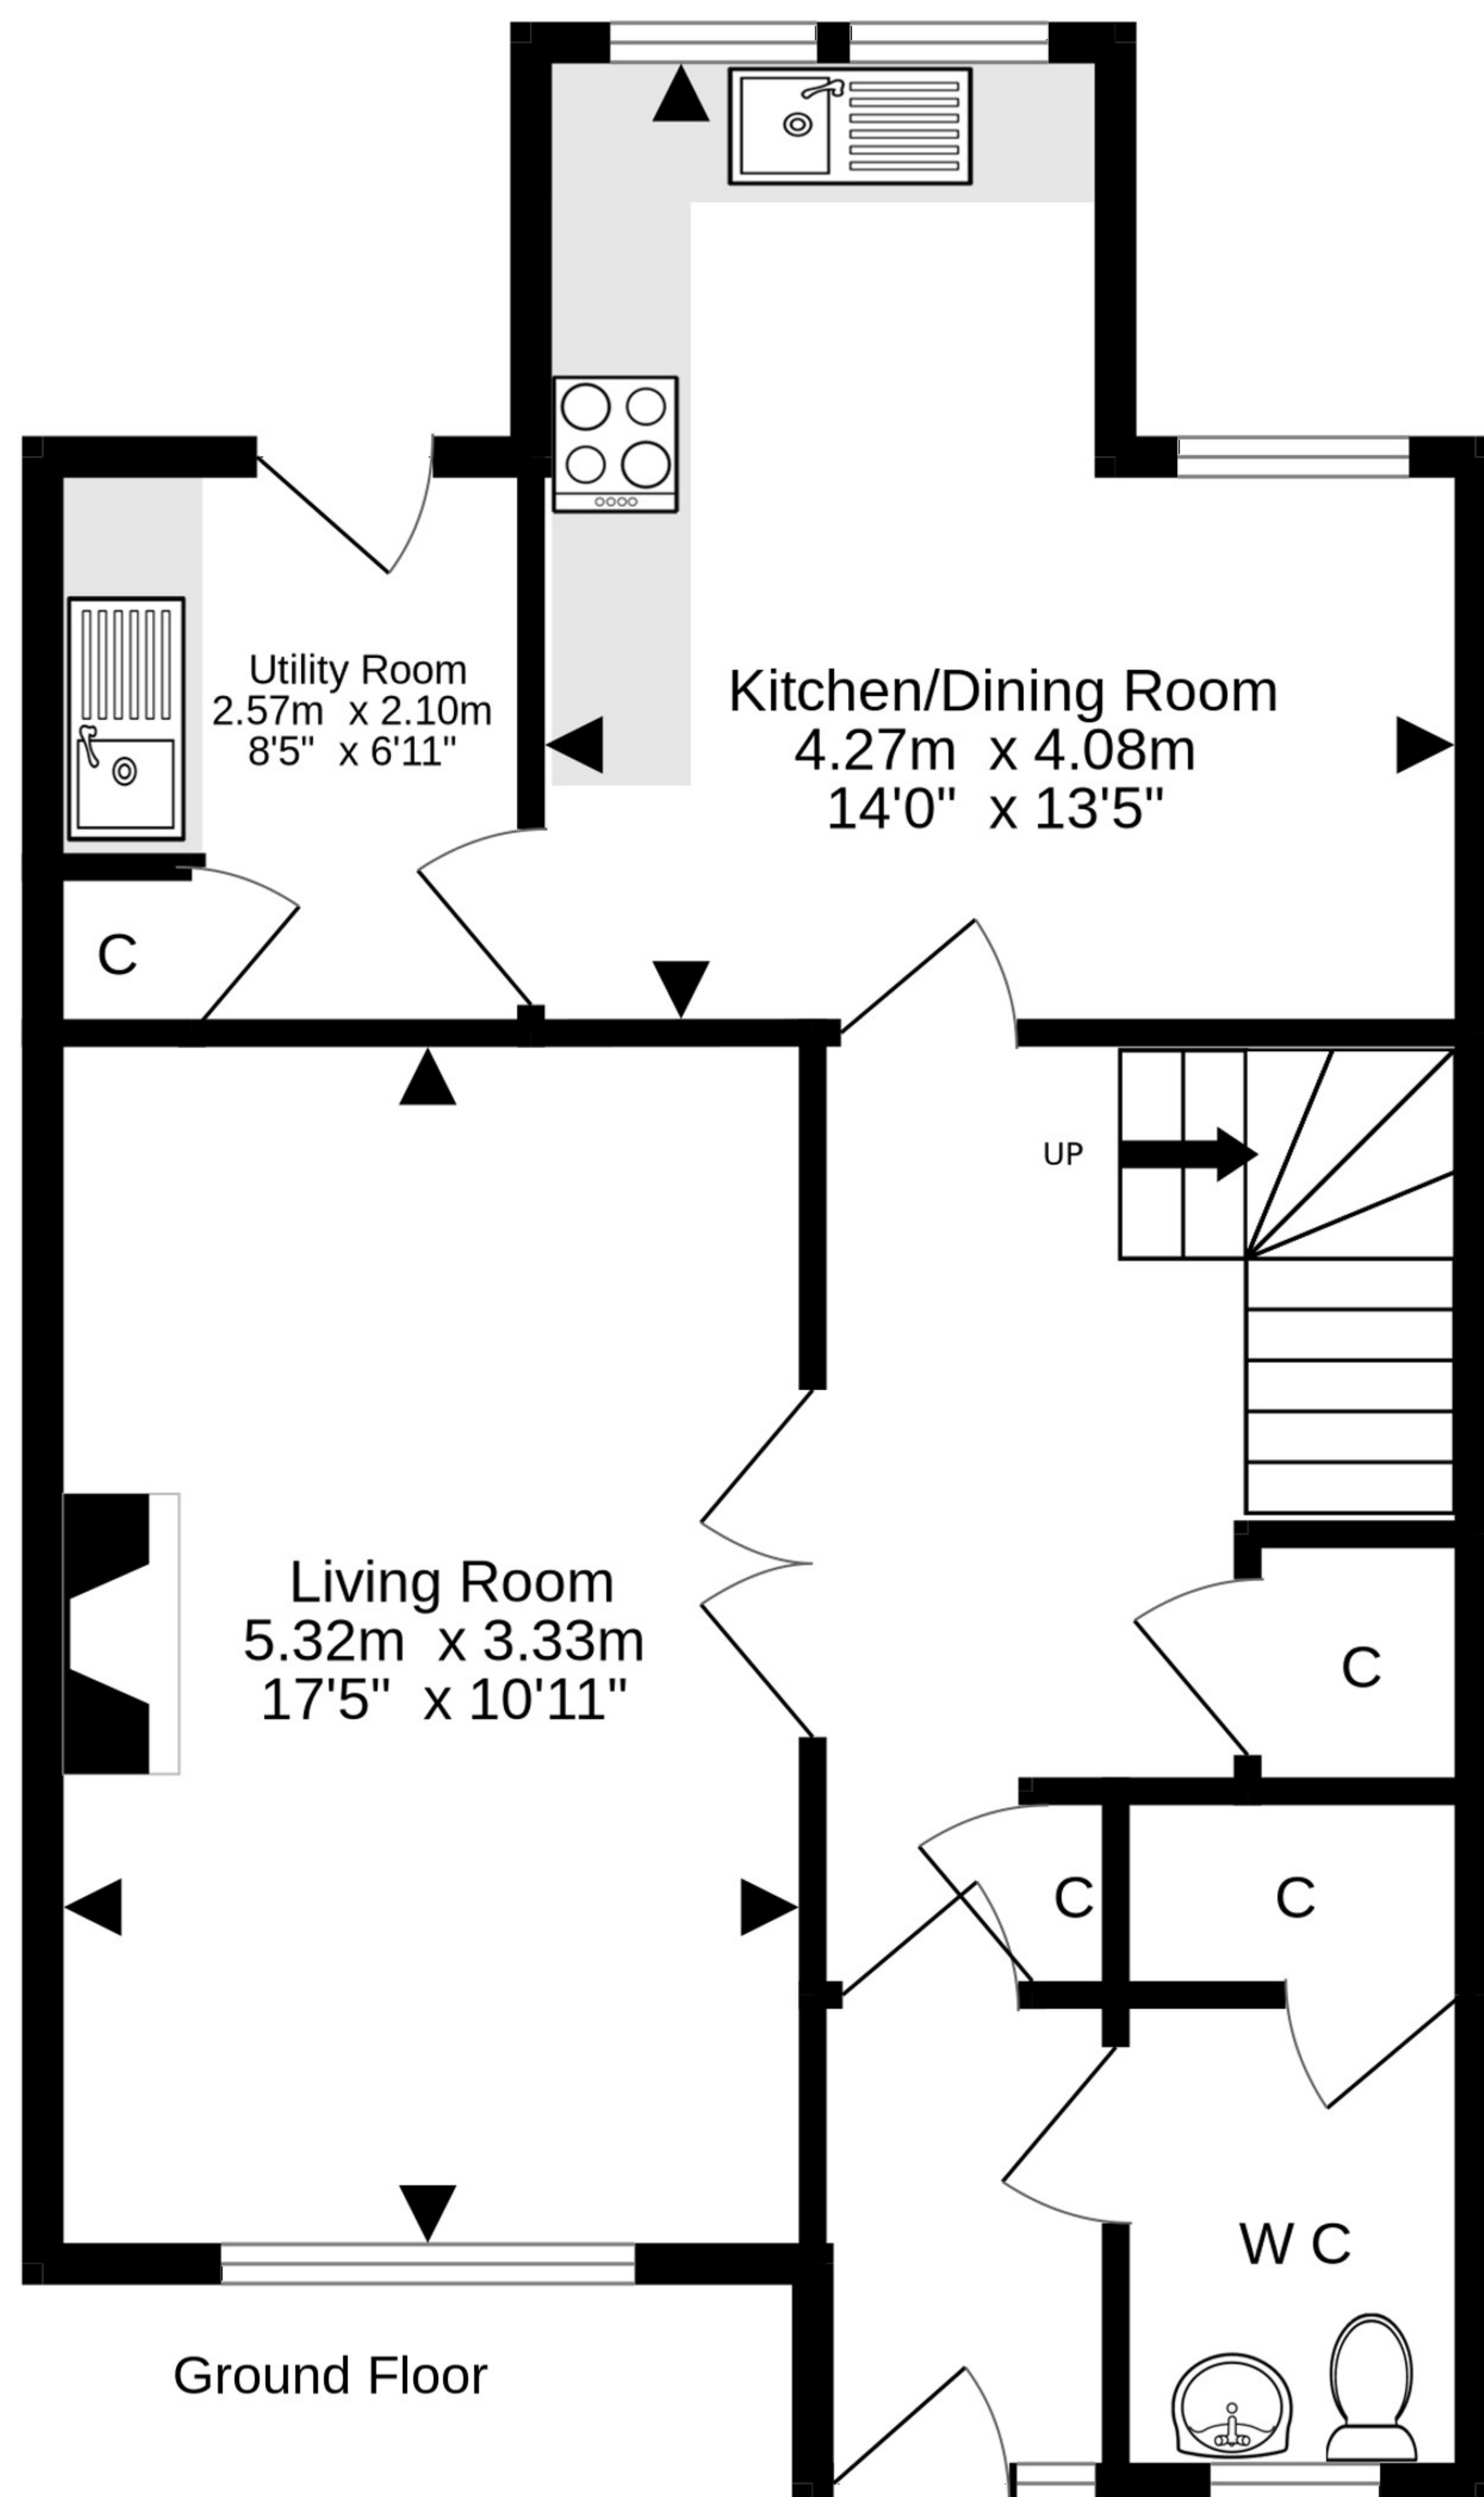 Utility Room
2.57m x 2.10m
8'5" x 6'11"
Kitchen/Dining Room
4.27m x 4.08m
14'0" x 13'5"
C
UP
Living Room
5.32m x 3.33m
17'5" x 10'11"
C
C
C
W C
Ground Floor